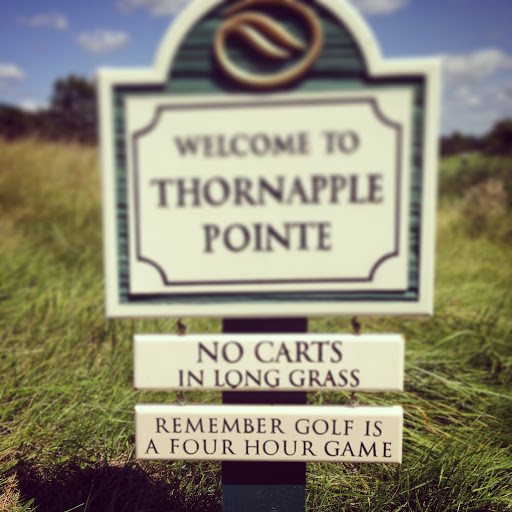 WELCOME TO
THORNAPPLE
POINTE
NO CARTS
IN LONG GRASS
REMEMBER GOLF IS
A FOUR HOUR GAME